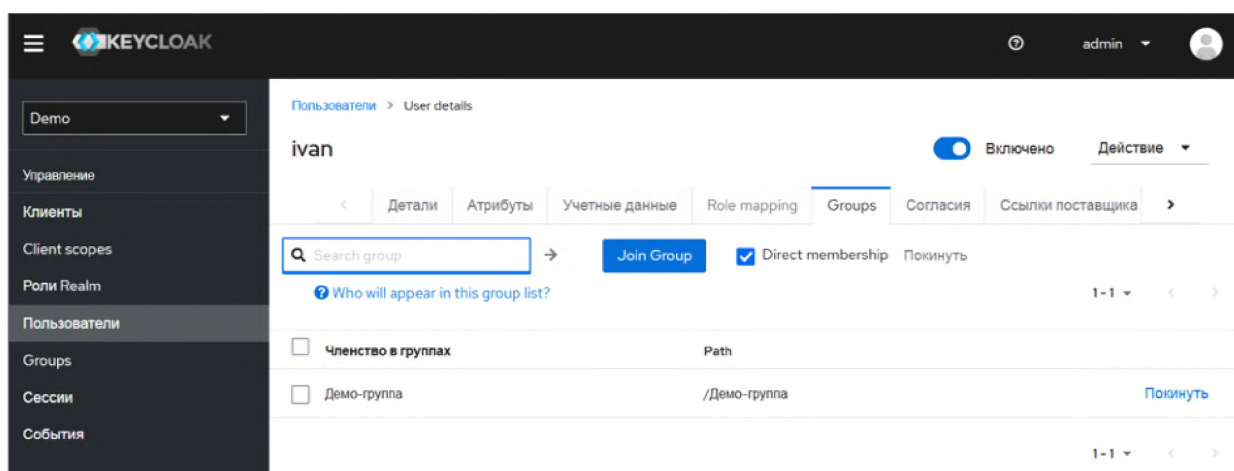 KEYCLOAK
admin
Demo
Управление
Клиенты
Client scopes
Роли Realm
Пользователи
Groups
Сессии
События
Пользователи > User details
ivan
Включено
Действие
Детали Атрибуты Учетные данные Role mapping Groups Согласия Ссылки поставщика
Search group
Join Group
Direct membership
Покинуть
Who will appear in this group list?
1-1
Членство в группах Path
Демо-группа /Демо-группа Покинуть
1-1